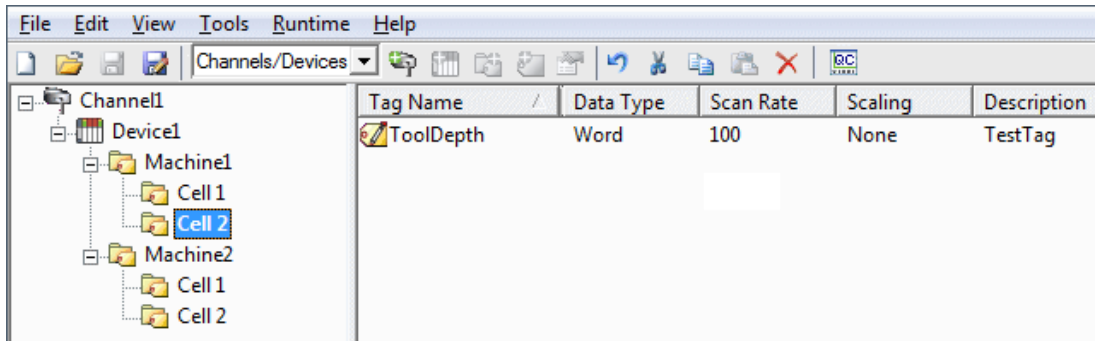 File Edit View Tools Runtime Help
Channels/Devices QC
Channel1
Device1
Machine1
Cell 1
Cell 2
Machine2
Cell 1
Cell 2
Tag Name Data Type Scan Rate Scaling Description
ToolDepth Word 100 None TestTag